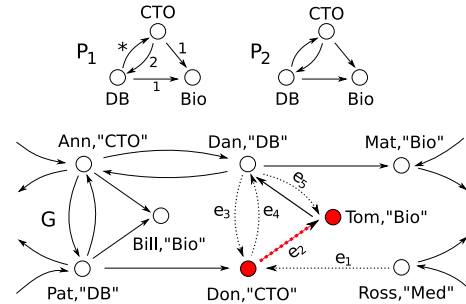 CTO CTO
P1 * 2 1 P2
1
DB Bio DB Bio
Ann,"CTO" Dan,"DB" Mat,"Bio"
e5
G e3 e4 Tom,"Bio"
Bill,"Bio" e2 e1
Pat,"DB" Don,"CTO" Ross,"Med"